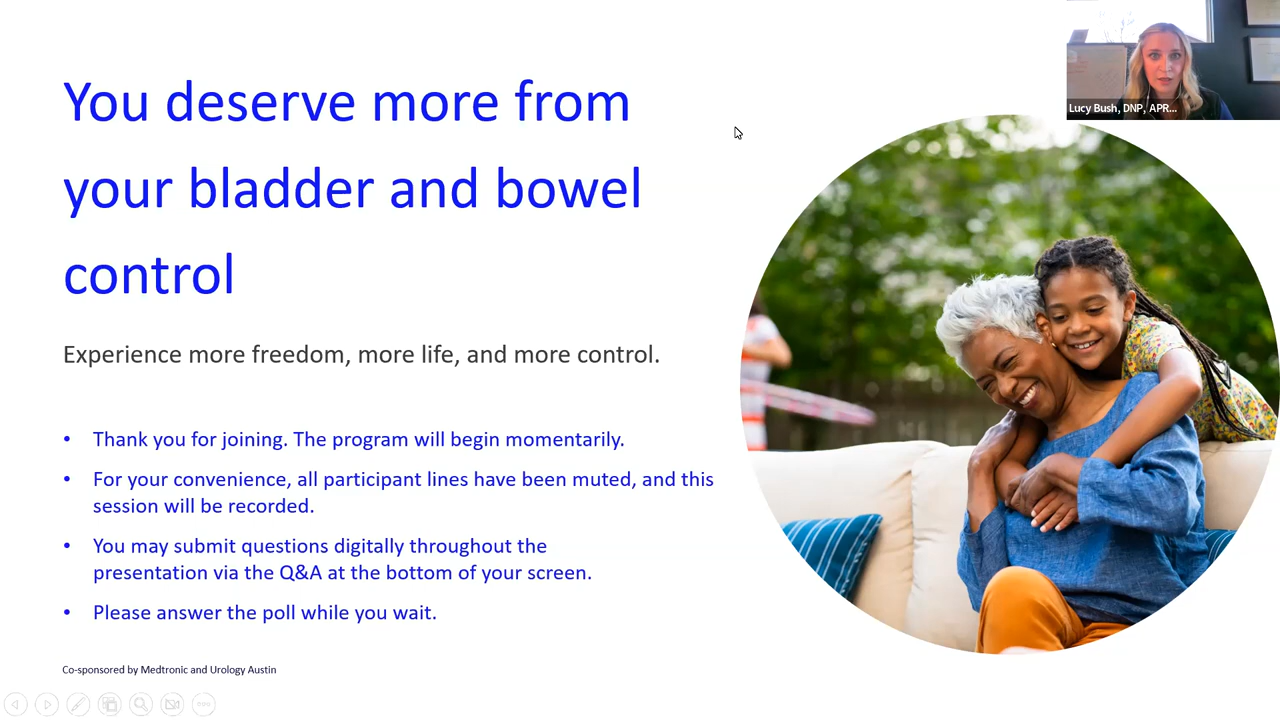 You deserve more from
your bladder and bowel
control
Experience more freedom, more life, and more control.
• Thank you for joining. The program will begin momentarily.
• For your convenience, all participant lines have been muted, and this
session will be recorded.
• You may submit questions digitally throughout the
presentation via the Q&A at the bottom of your screen.
• Please answer the poll while you wait.
Co-sponsored by Medtronic and Urology Austin
Lucy Bush, DNP, APR...